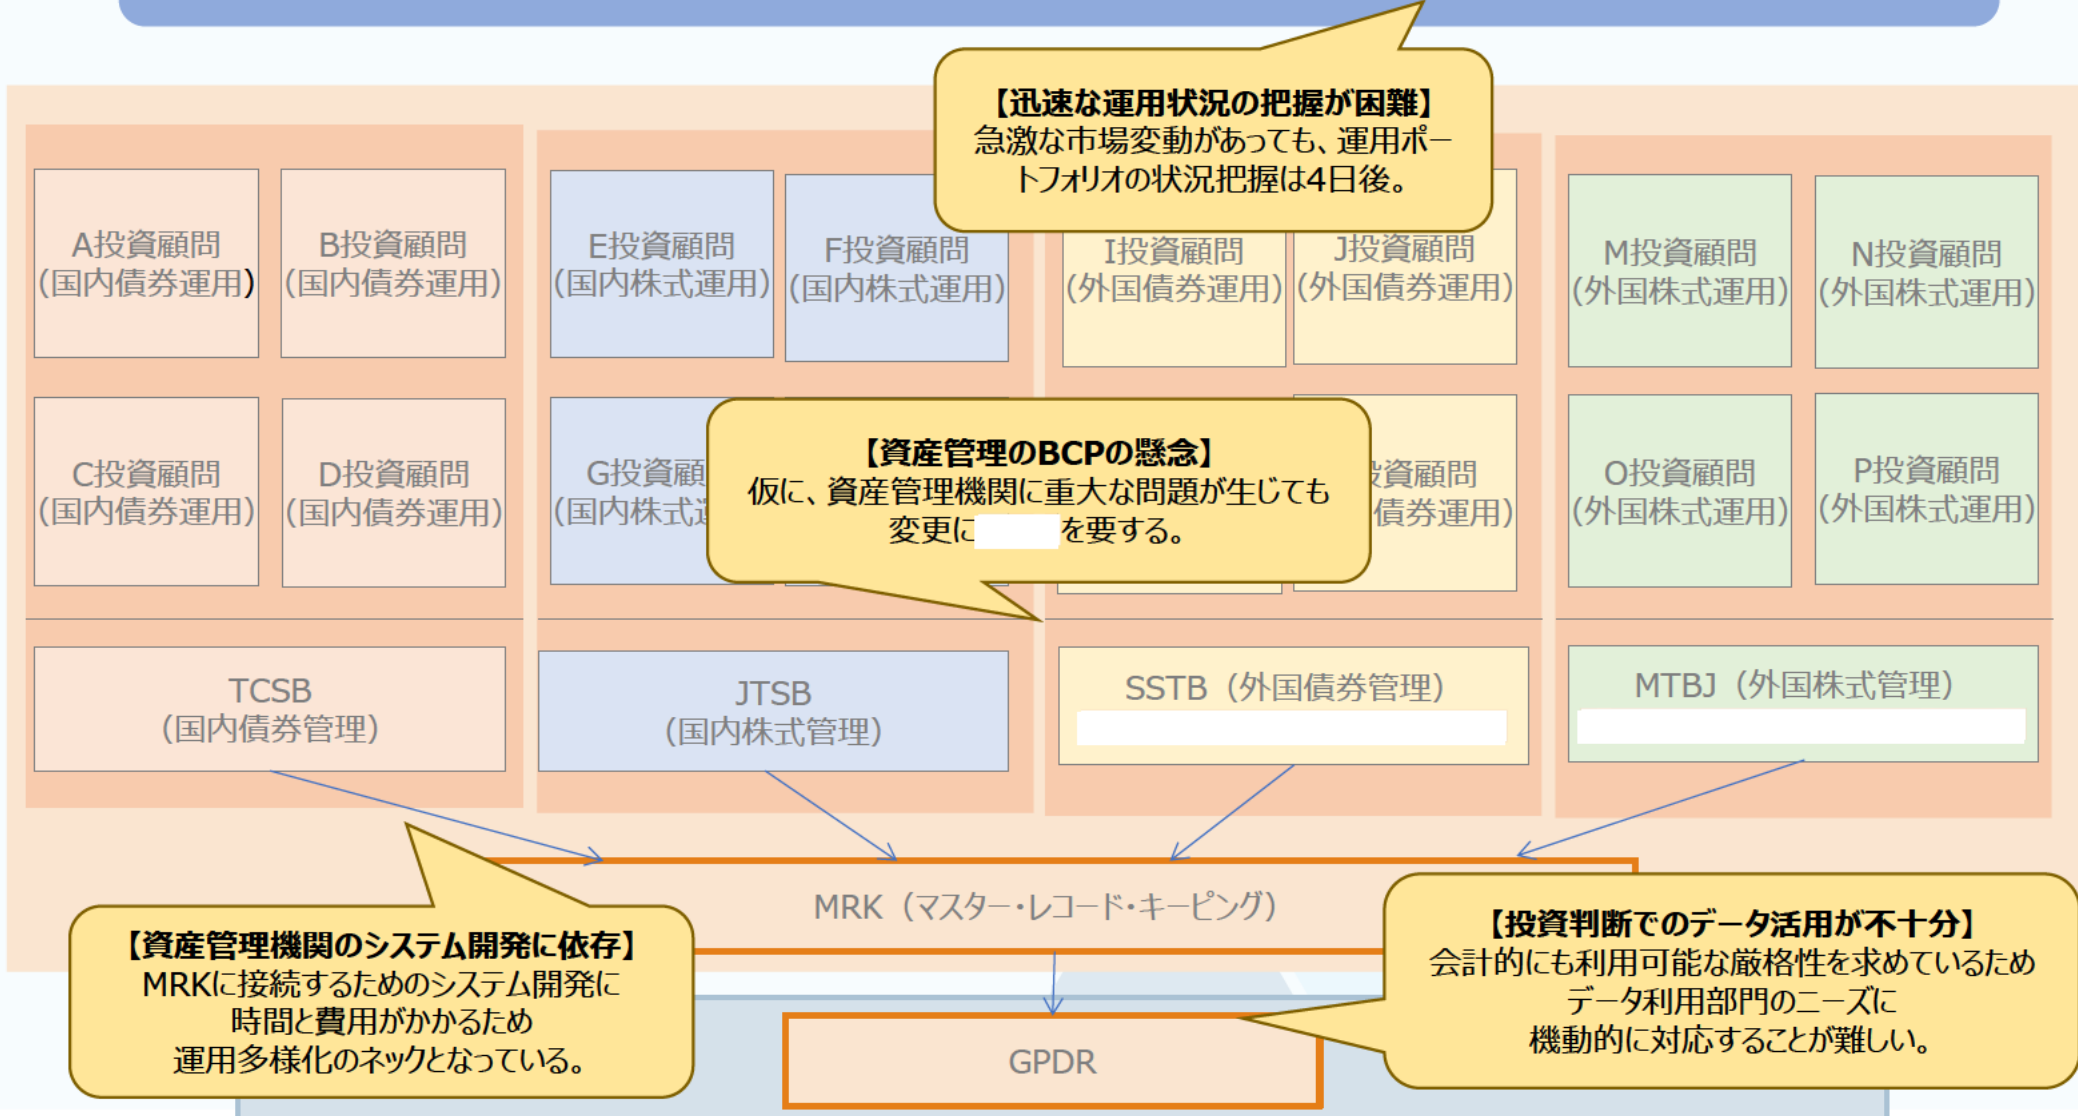 【迅速な運用状況の把握が困難】
急激な市場変動があっても、運用ポー
トフォリオの状況把握は4日後。
A投資顧問
(国内債券運用)
B投資顧問
(国内債券運用)
E投資顧問
(国内株式運用)
F投資顧問
(国内株式運用)
I投資顧問
(外国債券運用)
J投資顧問
(外国債券運用)
M投資顧問
(外国株式運用)
N投資顧問
(外国株式運用)
C投資顧問
(国内債券運用)
D投資顧問
(国内債券運用)
G投資顧
(国内株式運
【資産管理のBCPの懸念】
仮に、資産管理機関に重大な問題が生じても
変更に を要する。
投資顧問
債券運用)
O投資顧問
(外国株式運用)
P投資顧問
(外国株式運用)
TCSB
(国内債券管理)
JTSB
(国内株式管理)
SSTB（外国債券管理）
MTBJ（外国株式管理）
MRK（マスター・レコード・キーピング）
【資産管理機関のシステム開発に依存】
MRKに接続するためのシステム開発に
時間と費用がかかるため
運用多様化のネックとなっている。
【投資判断でのデータ活用が不十分】
会計的にも利用可能な厳格性を求めているため
データ利用部門のニーズに
機動的に対応することが難しい。
GPDR